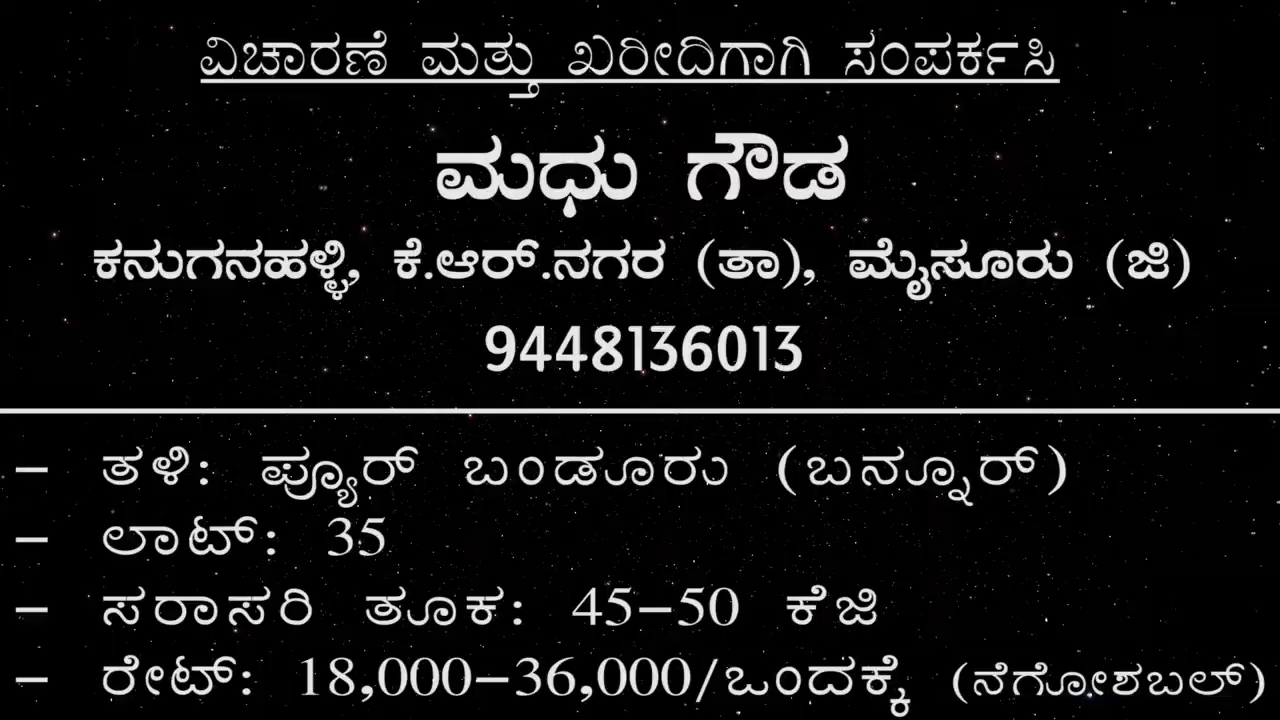 ವಿಚಾರಣೆ ಮತ್ತು ಖರೀದಿಗಾಗಿ ಸಂಪರ್ಕಿಸಿ
ಮಧು ಗೌಡ
ಕನುಗನಹಳ್ಳಿ, ಕೆ.ಆರ್.ನಗರ (ತಾ), ಮೈಸೂರು (ಜಿ)
9448136013
– ತಳಿ: ಪ್ಯೂರ್ ಬಂಡೂರು (ಬನ್ನೂರ್)
– ಲಾಟ್: 35
– ಸರಾಸರಿ ತೂಕ: 45–50 ಕೆಜಿ
– ರೇಟ್: 18,000–36,000/ಒಂದಕ್ಕೆ (ನೆಗೋಶಬಲ್)